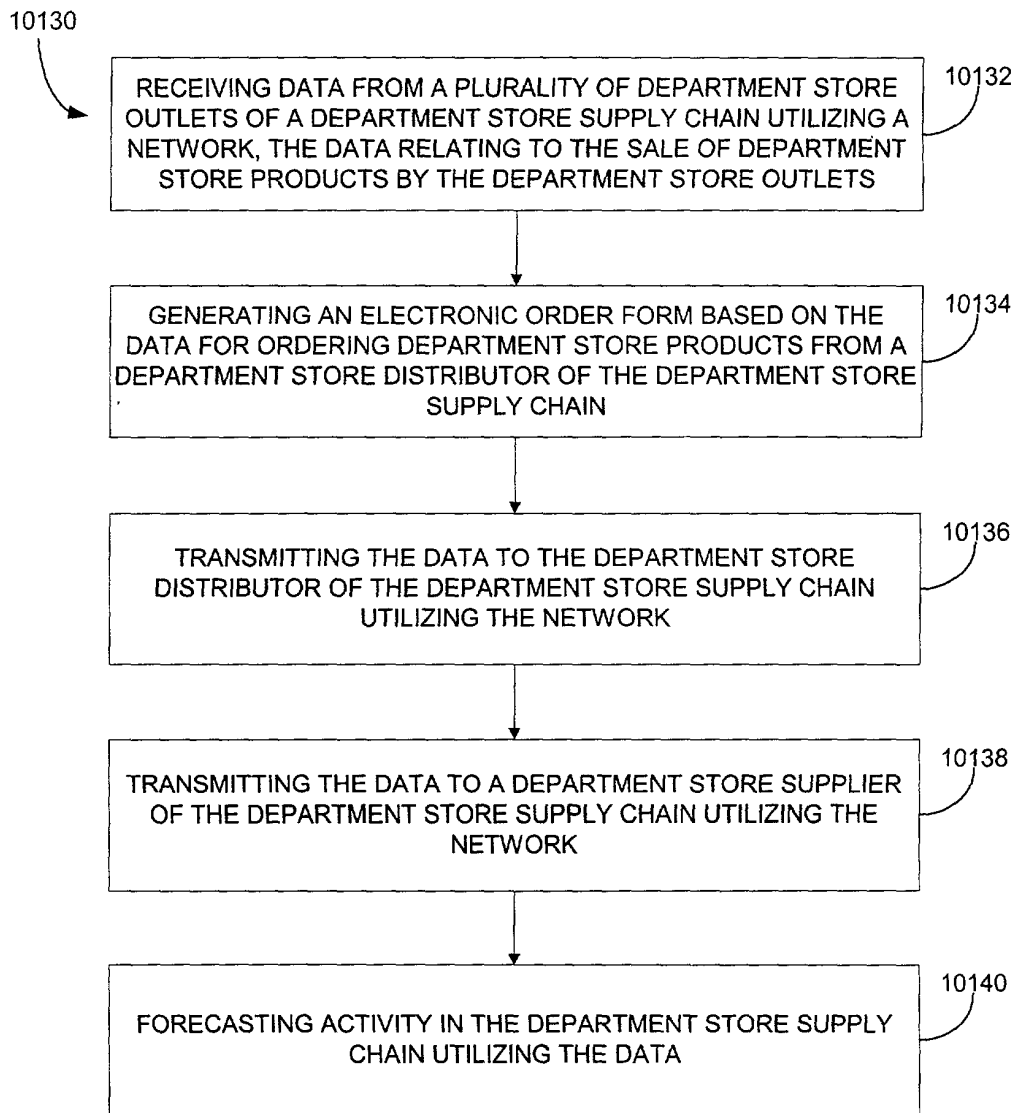 10130
10132
RECEIVING DATA FROM A PLURALITY OF DEPARTMENT STORE
OUTLETS OF A DEPARTMENT STORE SUPPLY CHAIN UTILIZING A
NETWORK, THE DATA RELATING TO THE SALE OF DEPARTMENT
STORE PRODUCTS BY THE DEPARTMENT STORE OUTLETS
10134
GENERATING AN ELECTRONIC ORDER FORM BASED ON THE
DATA FOR ORDERING DEPARTMENT STORE PRODUCTS FROM A
DEPARTMENT STORE DISTRIBUTOR OF THE DEPARTMENT STORE
SUPPLY CHAIN
10136
TRANSMITTING THE DATA TO THE DEPARTMENT STORE
DISTRIBUTOR OF THE DEPARTMENT STORE SUPPLY CHAIN
UTILIZING THE NETWORK
10138
TRANSMITTING THE DATA TO A DEPARTMENT STORE SUPPLIER
OF THE DEPARTMENT STORE SUPPLY CHAIN UTILIZING THE
NETWORK
10140
FORECASTING ACTIVITY IN THE DEPARTMENT STORE SUPPLY
CHAIN UTILIZING THE DATA